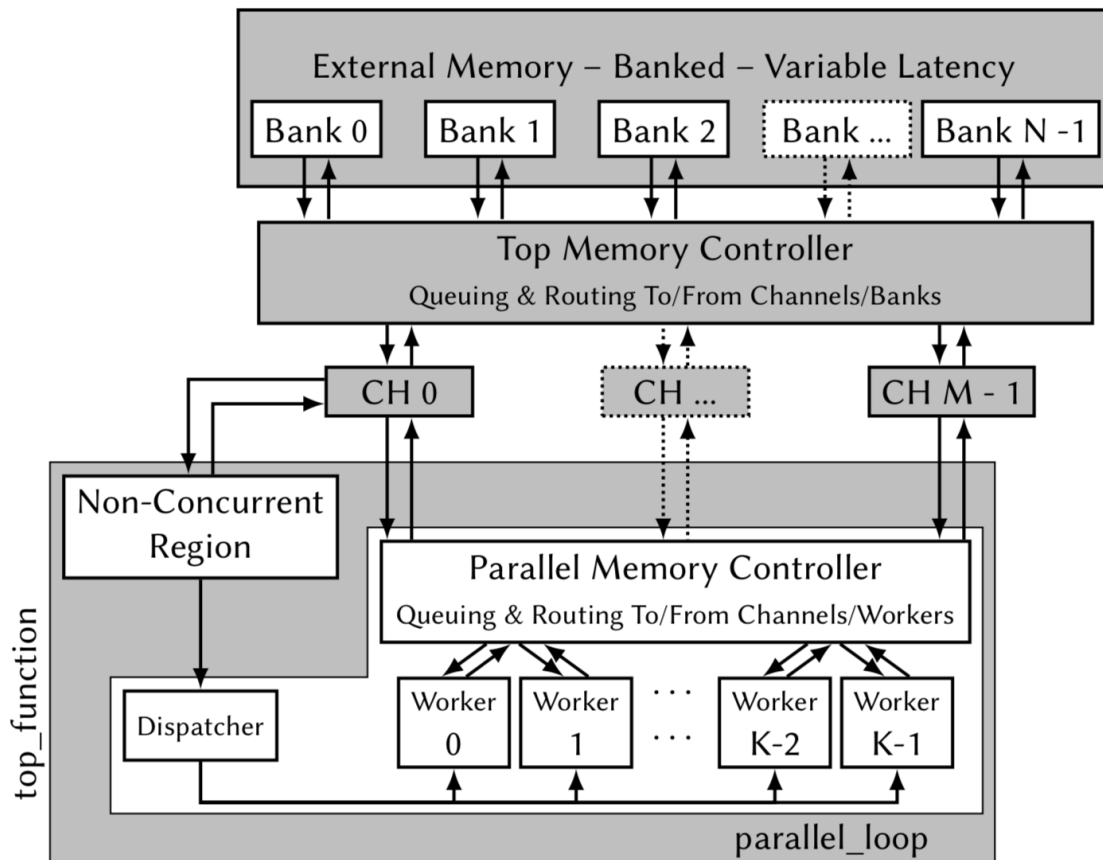 External Memory – Banked – Variable Latency
Bank 0
Bank 1
Bank 2
Bank ...
Bank N -1
Top Memory Controller
Queuing & Routing To/From Channels/Banks
CH 0
CH ...
CH M - 1
Non-Concurrent
Region
Parallel Memory Controller
Queuing & Routing To/From Channels/Workers
Dispatcher
Worker
0
Worker
1
. . .
. . .
Worker
K-2
Worker
K-1
top_function
parallel_loop